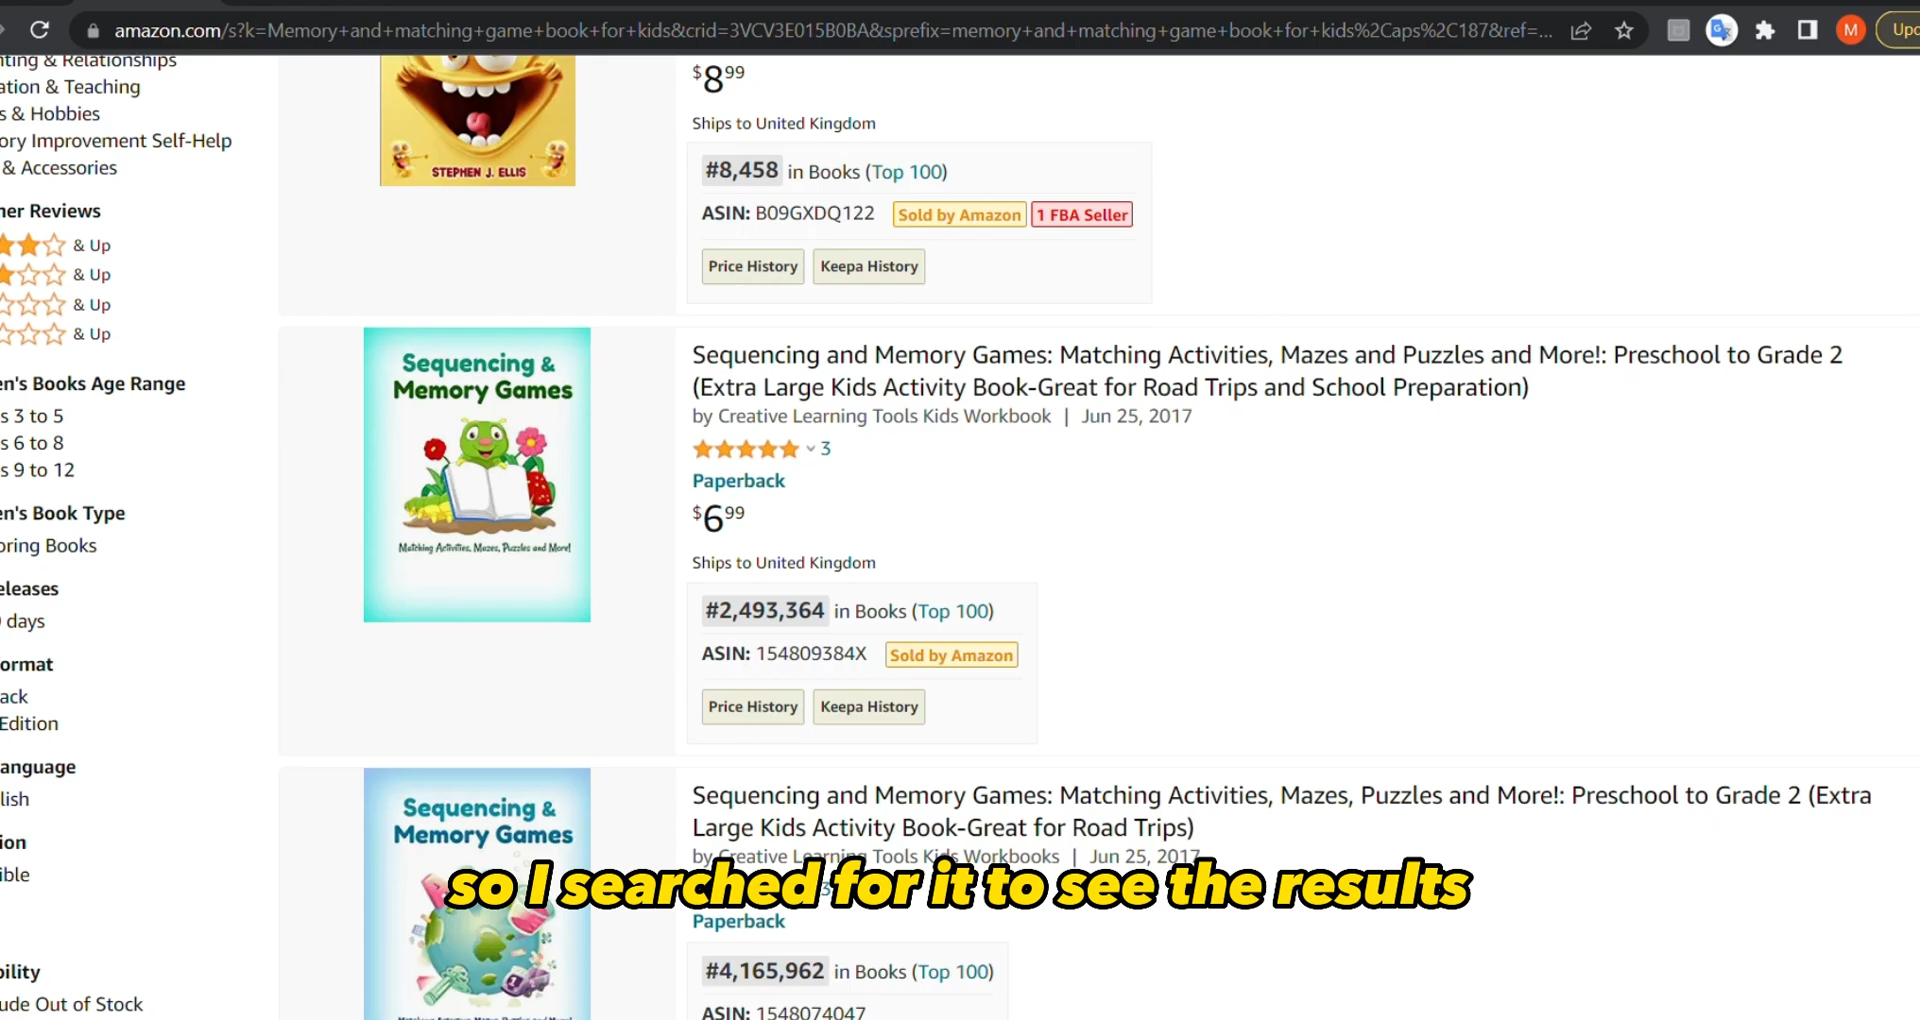 amazon.com/s?k=Memory+and+matching+game+book+for+kids&crid=3VCV3E015B0BA&sprefix=memory+and+matching+game+book+for+kids%2Caps%2C187&ref=...
M
Upd
nting & Relationships
ation & Teaching
s & Hobbies
ory Improvement Self-Help
& Accessories
ner Reviews
& Up
& Up
& Up
& Up
en's Books Age Range
s 3 to 5
s 6 to 8
s 9 to 12
en's Book Type
oring Books
eleases
days
ormat
ack
Edition
anguage
lish
ion
ible
bility
ude Out of Stock
STEPHEN J. ELLIS
$8 99
Ships to United Kingdom
#8,458 in Books (Top 100)
ASIN: B09GXDQ122 Sold by Amazon 1 FBA Seller
Price History Keepa History
Sequencing &
Memory Games
Matching Activities, Mazes, Puzzles and More!
Sequencing and Memory Games: Matching Activities, Mazes and Puzzles and More!: Preschool to Grade 2
(Extra Large Kids Activity Book-Great for Road Trips and School Preparation)
by Creative Learning Tools Kids Workbook | Jun 25, 2017
3
Paperback
$6 99
Ships to United Kingdom
#2,493,364 in Books (Top 100)
ASIN: 154809384X Sold by Amazon
Price History Keepa History
Sequencing &
Memory Games
Sequencing and Memory Games: Matching Activities, Mazes, Puzzles and More!: Preschool to Grade 2 (Extra
Large Kids Activity Book-Great for Road Trips)
by Creative Learning Tools Kids Workbooks | Jun 25, 2017
so I searched for it to see the results
Paperback
#4,165,962 in Books (Top 100)
ASIN: 1548074047